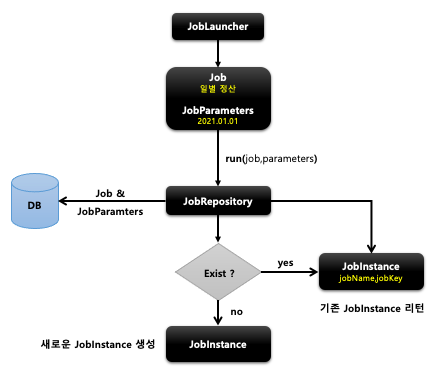 JobLauncher
Job
일별 정산
JobParameters
2021.01.01
run(job,parameters)
Job &
JobParamters
DB
JobRepository
Exist ?
yes
JobInstance
jobName,jobKey
기존 JobInstance 리턴
no
새로운 JobInstance 생성
JobInstance